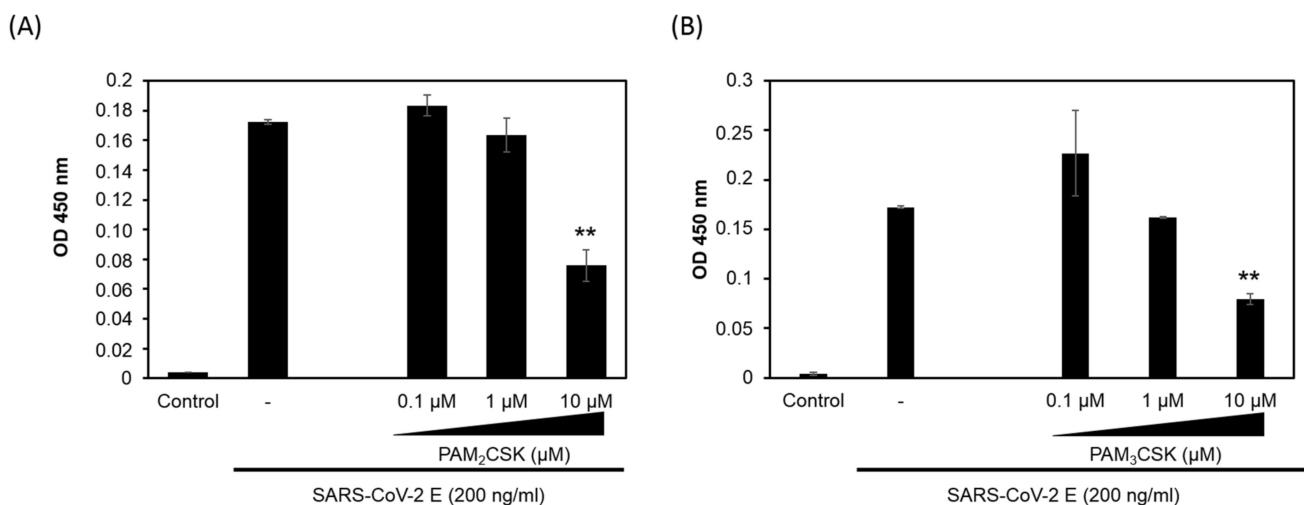 (A)
OD 450 nm
0.2
0.18
0.16
0.14
0.12
0.10
0.08
0.06
0.04
0.02
0
**
Control - 0.1 µM 1 µM 10 µM
PAM₂CSK (µM)
SARS-CoV-2 E (200 ng/ml)
(B)
OD 450 nm
0.3
0.25
0.2
0.15
0.1
0.05
0
**
Control - 0.1 µM 1 µM 10 µM
PAM₃CSK (µM)
SARS-CoV-2 E (200 ng/ml)